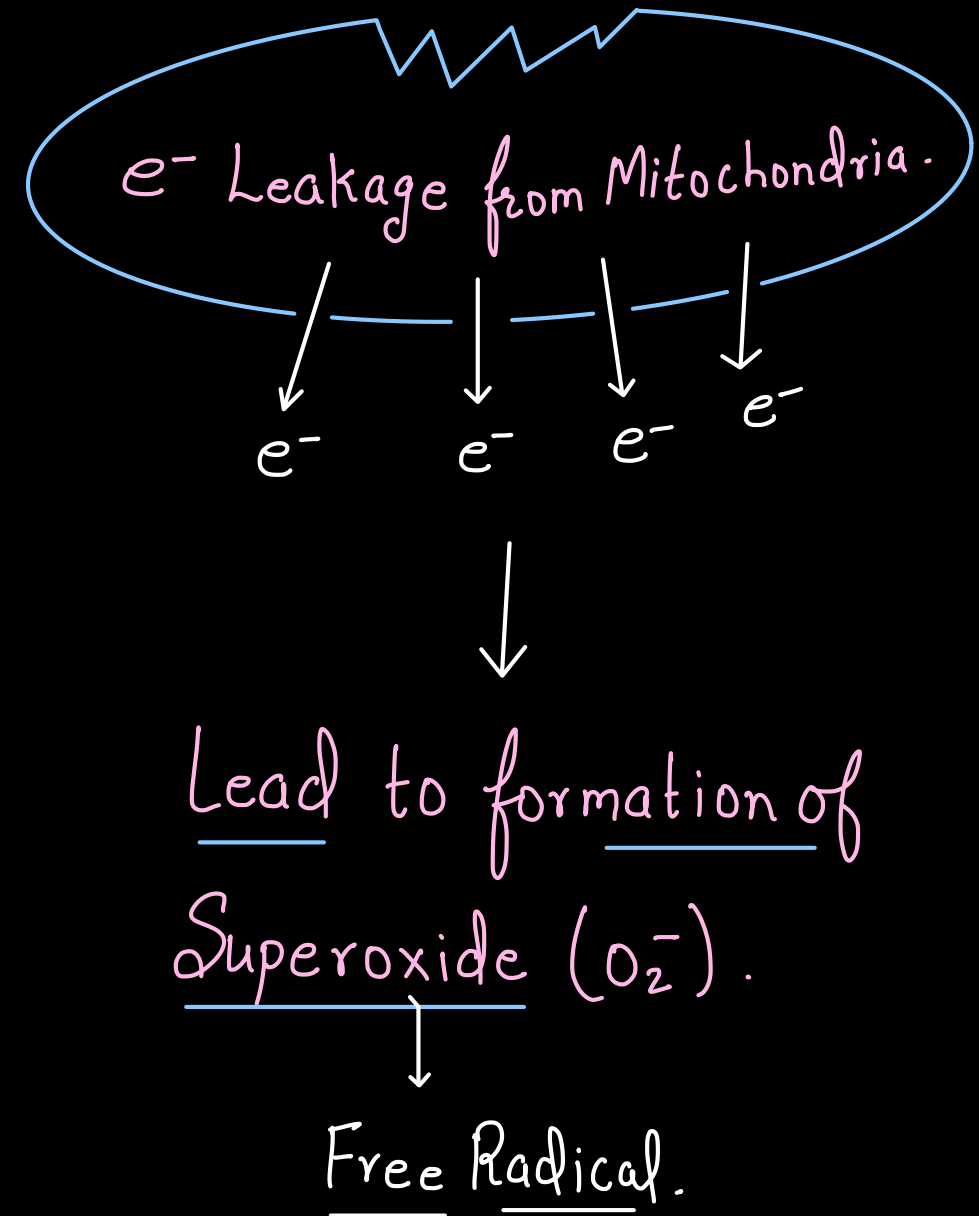 e⁻ Leakage from Mitochondria.
e⁻ e⁻ e⁻ e⁻
Lead to formation of
Superoxide (O₂⁻).
Free Radical.